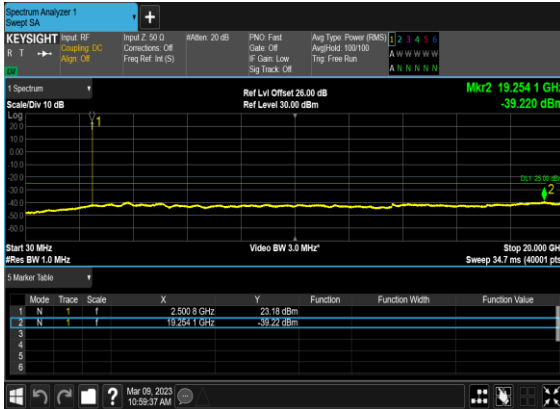 Spectrum Analyzer 1
Swept SA
+
KEYSIGHT Input: RF Input Z: 50 Ω #Atten: 20 dB PNO: Fast Avg Type: Power (RMS) 1 2 3 4 5 6
R T Coupling: DC Corrections: Off Gate: Off Avg|Hold: 100/100 A W W W W W
Align: Off Freq Ref: Int (S) IF Gain: Low Trig: Free Run
Sig Track: Off A N N N N N
1 Spectrum Ref Lvl Offset 26.00 dB Mkr2 19.254 1 GHz
Scale/Div 10 dB Ref Level 30.00 dBm -39.220 dBm
Log
20.0
10.0
0.00
-10.0
-20.0
-30.0
-40.0
-50.0
-60.0
1
DL1 -25.00 dBm
2
Start 30 MHz Video BW 3.0 MHz* Stop 20.000 GHz
#Res BW 1.0 MHz Sweep 34.7 ms (40001 pts)
5 Marker Table
Mode Trace Scale X Y Function Function Width Function Value
1 N 1 f 2.500 8 GHz 23.18 dBm
2 N 1 f 19.254 1 GHz -39.22 dBm
3
4
5
6
? Mar 09, 2023
10:59:37 AM